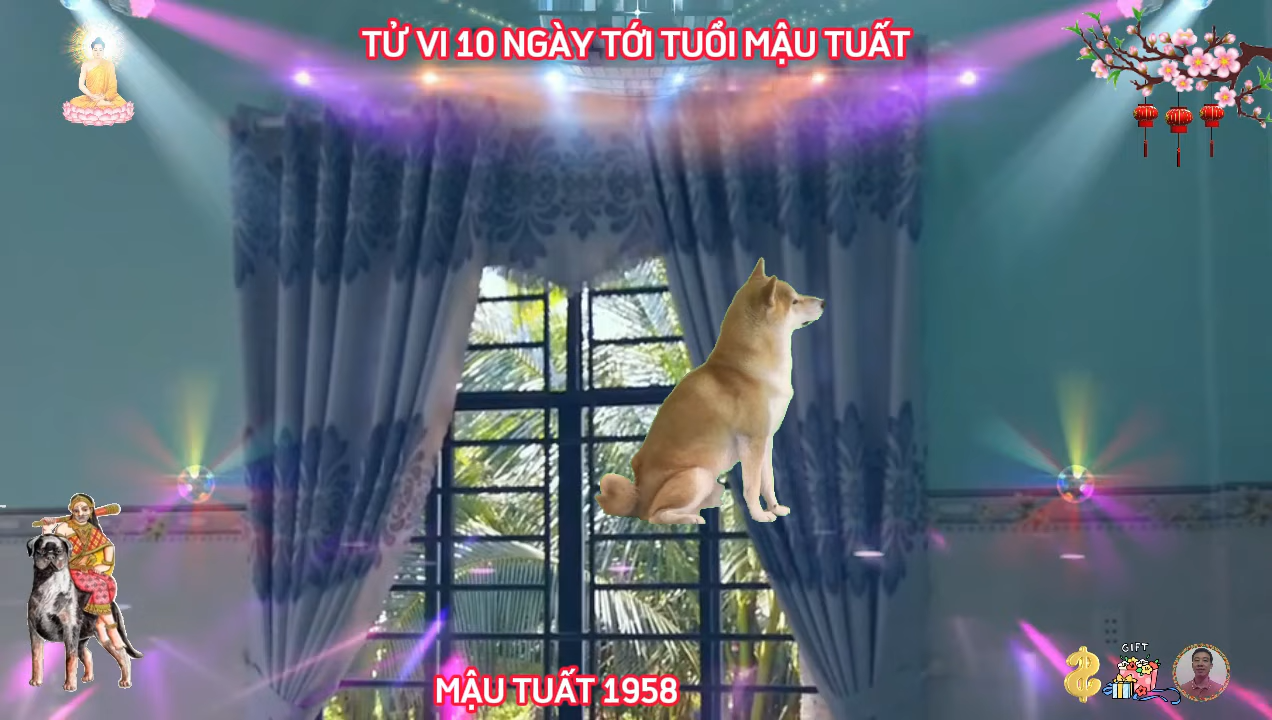 TỬ VI 10 NGÀY TỚI TUỔI MẬU TUẤT
GIFT
MẬU TUẤT 1958